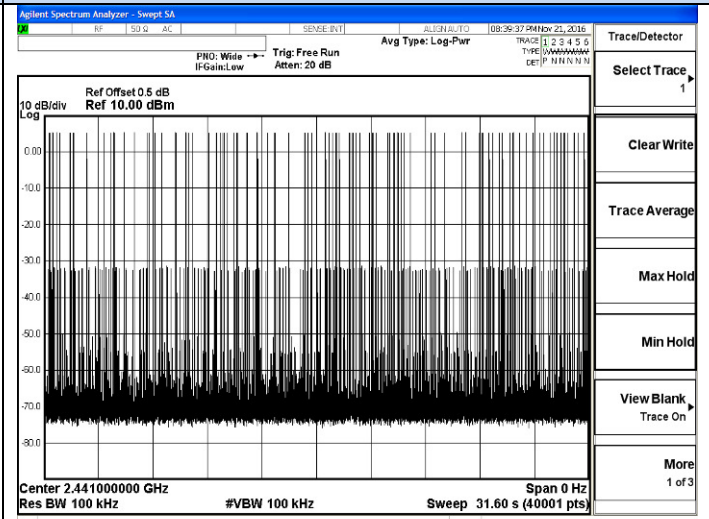 Agilent Spectrum Analyzer - Swept SA
RF 50 Ω AC SENSE:INT ALIGN AUTO 08:39:37 PM Nov 21, 2016
PNO: Wide Trig: Free Run Avg Type: Log-Pwr TRACE 1 2 3 4 5 6
IFGain:Low Atten: 20 dB TYPE
DET P N N N N N
Ref Offset 0.5 dB
10 dB/div Ref 10.00 dBm
Log
0.00
-10.0
-20.0
-30.0
-40.0
-50.0
-60.0
-70.0
-80.0
Center 2.441000000 GHz Span 0 Hz
Res BW 100 kHz #VBW 100 kHz Sweep 31.60 s (40001 pts)
Trace/Detector
Select Trace
1
Clear Write
Trace Average
Max Hold
Min Hold
View Blank
Trace On
More
1 of 3